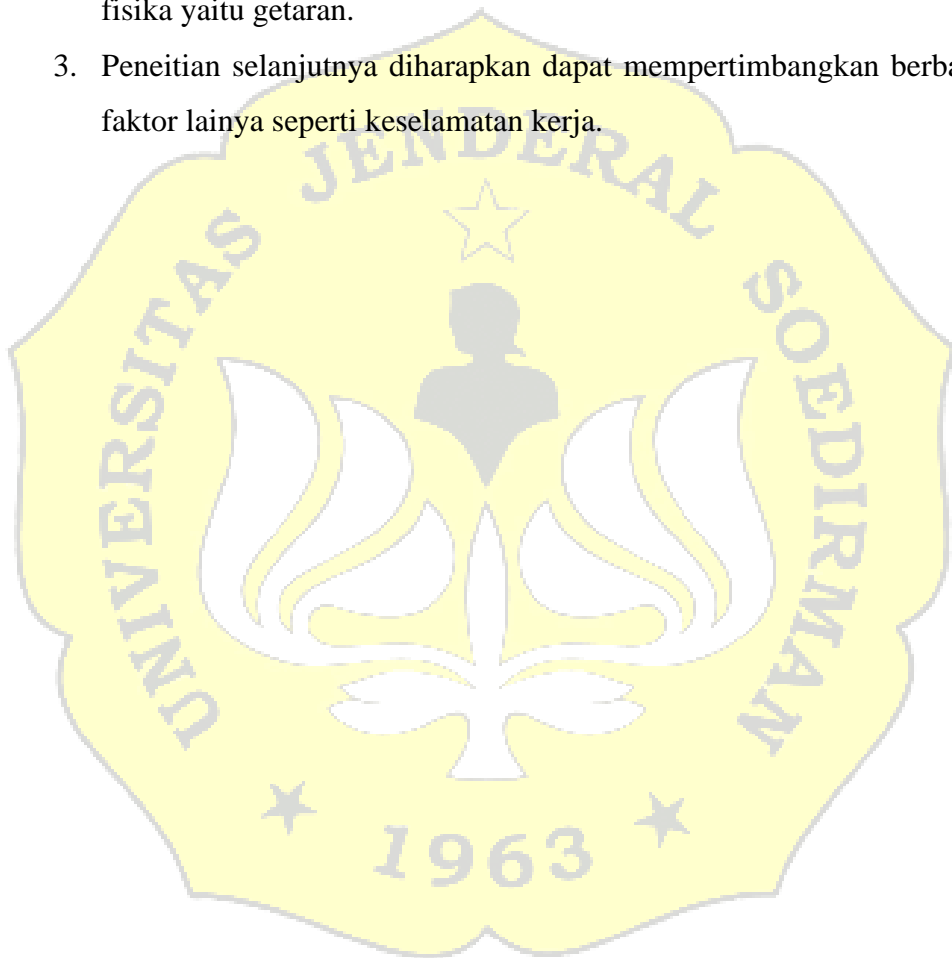 fisika yaitu getaran.
3. Peneitian selanjutnya diharapkan dapat mempertimbangkan berba
faktor lainya seperti keselamatan kerja.
UNIVERSITAS JENDERAL SOEDIRMAN
1963